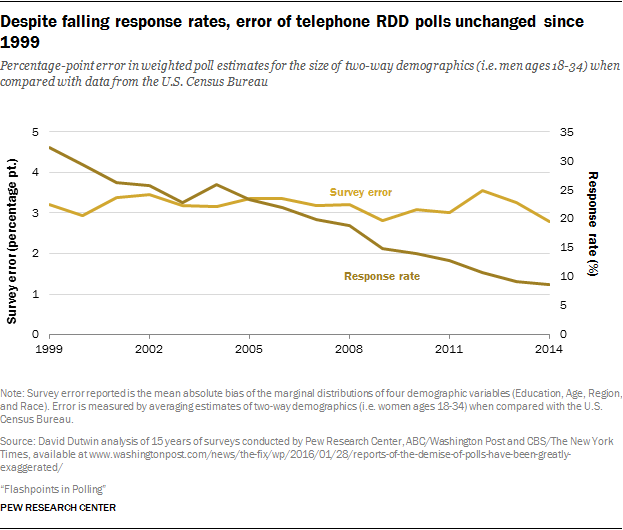 Despite falling response rates, error of telephone RDD polls unchanged since
1999
Percentage-point error in weighted poll estimates for the size of two-way demographics (i.e. men ages 18-34) when
compared with data from the U.S. Census Bureau
5
4
3
2
1
0
Survey error (percentage pt.)
35
30
25
20
15
10
5
0
Response rate (%)
Survey error
Response rate
1999
2002
2005
2008
2011
2014
Note: Survey error reported is the mean absolute bias of the marginal distributions of four demographic variables (Education, Age, Region,
and Race). Error is measured by averaging estimates of two-way demographics (i.e. women ages 18-34) when compared with the U.S.
Census Bureau.
Source: David Dutwin analysis of 15 years of surveys conducted by Pew Research Center, ABC/Washington Post and CBS/The New York
Times, available at www.washingtonpost.com/news/the-fix/wp/2016/01/28/reports-of-the-demise-of-polls-have-been-greatly-
exaggerated/
“Flashpoints in Polling”
PEW RESEARCH CENTER